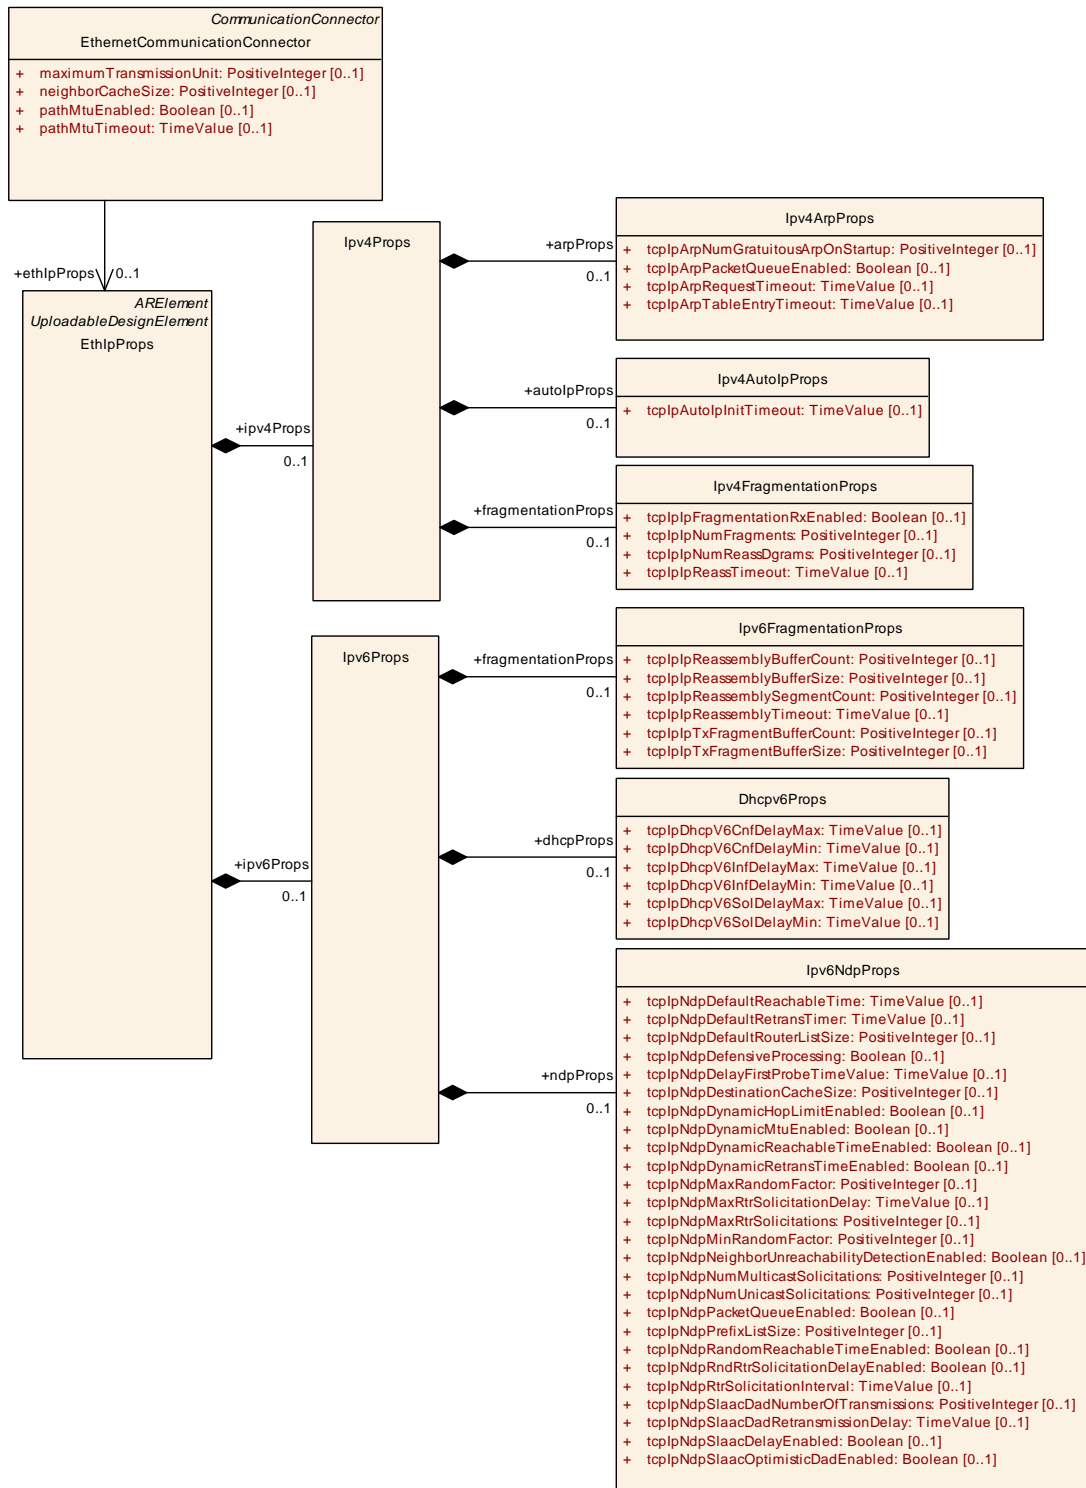 CommunicationConnector
EthernetCommunicationConnector
+ maximumTransmissionUnit: PositiveInteger [0..1]
+ neighborCacheSize: PositiveInteger [0..1]
+ pathMtuEnabled: Boolean [0..1]
+ pathMtuTimeout: TimeValue [0..1]
+ethIpProps
0..1
ARElement
UploadableDesignElement
EthIpProps
+ipv4Props
0..1
Ipv4Props
+arpProps
0..1
Ipv4ArpProps
+ tcpIpArpNumGratuitousArpOnStartup: PositiveInteger [0..1]
+ tcpIpArpPacketQueueEnabled: Boolean [0..1]
+ tcpIpArpRequestTimeout: TimeValue [0..1]
+ tcpIpArpTableEntryTimeout: TimeValue [0..1]
+autoIpProps
0..1
Ipv4AutoIpProps
+ tcpIpAutoIpInitTimeout: TimeValue [0..1]
+fragmentationProps
0..1
Ipv4FragmentationProps
+ tcpIpIpFragmentationRxEnabled: Boolean [0..1]
+ tcpIpIpNumFragments: PositiveInteger [0..1]
+ tcpIpIpNumReassDgrams: PositiveInteger [0..1]
+ tcpIpIpReassTimeout: TimeValue [0..1]
+ipv6Props
0..1
Ipv6Props
+fragmentationProps
0..1
Ipv6FragmentationProps
+ tcpIpIpReassemblyBufferCount: PositiveInteger [0..1]
+ tcpIpIpReassemblyBufferSize: PositiveInteger [0..1]
+ tcpIpIpReassemblySegmentCount: PositiveInteger [0..1]
+ tcpIpIpReassemblyTimeout: TimeValue [0..1]
+ tcpIpIpTxFragmentBufferCount: PositiveInteger [0..1]
+ tcpIpIpTxFragmentBufferSize: PositiveInteger [0..1]
+dhcpProps
0..1
Dhcpv6Props
+ tcpIpDhcpV6CnfDelayMax: TimeValue [0..1]
+ tcpIpDhcpV6CnfDelayMin: TimeValue [0..1]
+ tcpIpDhcpV6InfDelayMax: TimeValue [0..1]
+ tcpIpDhcpV6InfDelayMin: TimeValue [0..1]
+ tcpIpDhcpV6SolDelayMax: TimeValue [0..1]
+ tcpIpDhcpV6SolDelayMin: TimeValue [0..1]
+ndpProps
0..1
Ipv6NdpProps
+ tcpIpNdpDefaultReachableTime: TimeValue [0..1]
+ tcpIpNdpDefaultRetransTimer: TimeValue [0..1]
+ tcpIpNdpDefaultRouterListSize: PositiveInteger [0..1]
+ tcpIpNdpDefensiveProcessing: Boolean [0..1]
+ tcpIpNdpDelayFirstProbeTimeValue: TimeValue [0..1]
+ tcpIpNdpDestinationCacheSize: PositiveInteger [0..1]
+ tcpIpNdpDynamicHopLimitEnabled: Boolean [0..1]
+ tcpIpNdpDynamicMtuEnabled: Boolean [0..1]
+ tcpIpNdpDynamicReachableTimeEnabled: Boolean [0..1]
+ tcpIpNdpDynamicRetransTimeEnabled: Boolean [0..1]
+ tcpIpNdpMaxRandomFactor: PositiveInteger [0..1]
+ tcpIpNdpMaxRtrSolicitationDelay: TimeValue [0..1]
+ tcpIpNdpMaxRtrSolicitations: PositiveInteger [0..1]
+ tcpIpNdpMinRandomFactor: PositiveInteger [0..1]
+ tcpIpNdpNeighborUnreachabilityDetectionEnabled: Boolean [0..1]
+ tcpIpNdpNumMulticastSolicitations: PositiveInteger [0..1]
+ tcpIpNdpNumUnicastSolicitations: PositiveInteger [0..1]
+ tcpIpNdpPacketQueueEnabled: Boolean [0..1]
+ tcpIpNdpPrefixListSize: PositiveInteger [0..1]
+ tcpIpNdpRandomReachableTimeEnabled: Boolean [0..1]
+ tcpIpNdpRndRtrSolicitationDelayEnabled: Boolean [0..1]
+ tcpIpNdpRtrSolicitationInterval: TimeValue [0..1]
+ tcpIpNdpSlaacDadNumberOfTransmissions: PositiveInteger [0..1]
+ tcpIpNdpSlaacDadRetransmissionDelay: TimeValue [0..1]
+ tcpIpNdpSlaacDelayEnabled: Boolean [0..1]
+ tcpIpNdpSlaacOptimisticDadEnabled: Boolean [0..1]